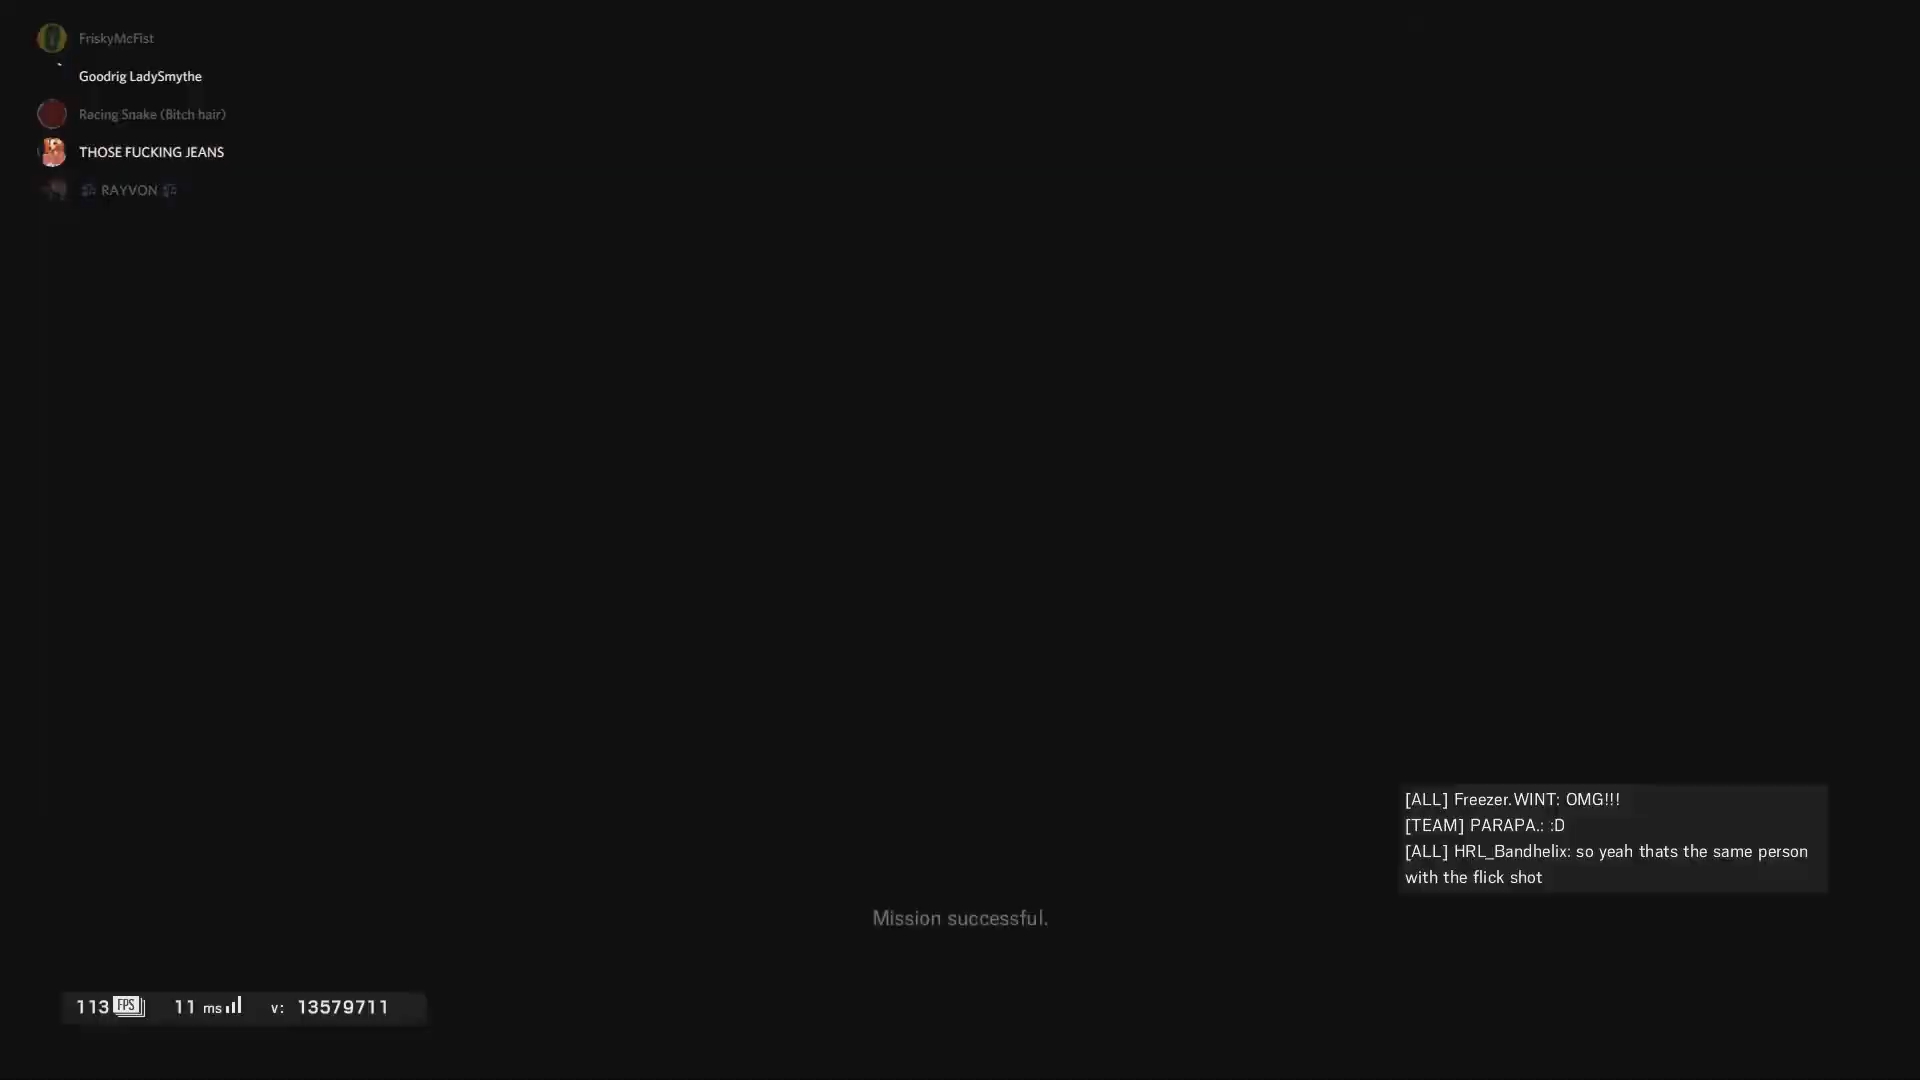 FriskyMcFist
Goodrig LadySmythe
Racing Snake (Bitch hair)
THOSE FUCKING JEANS
RAYVON
[ALL] Freezer.WINT: OMG!!!
[TEAM] PARAPA.: :D
[ALL] HRL_Bandhelix: so yeah thats the same person
with the flick shot
Mission successful.
113 FPS 11 ms v: 13579711